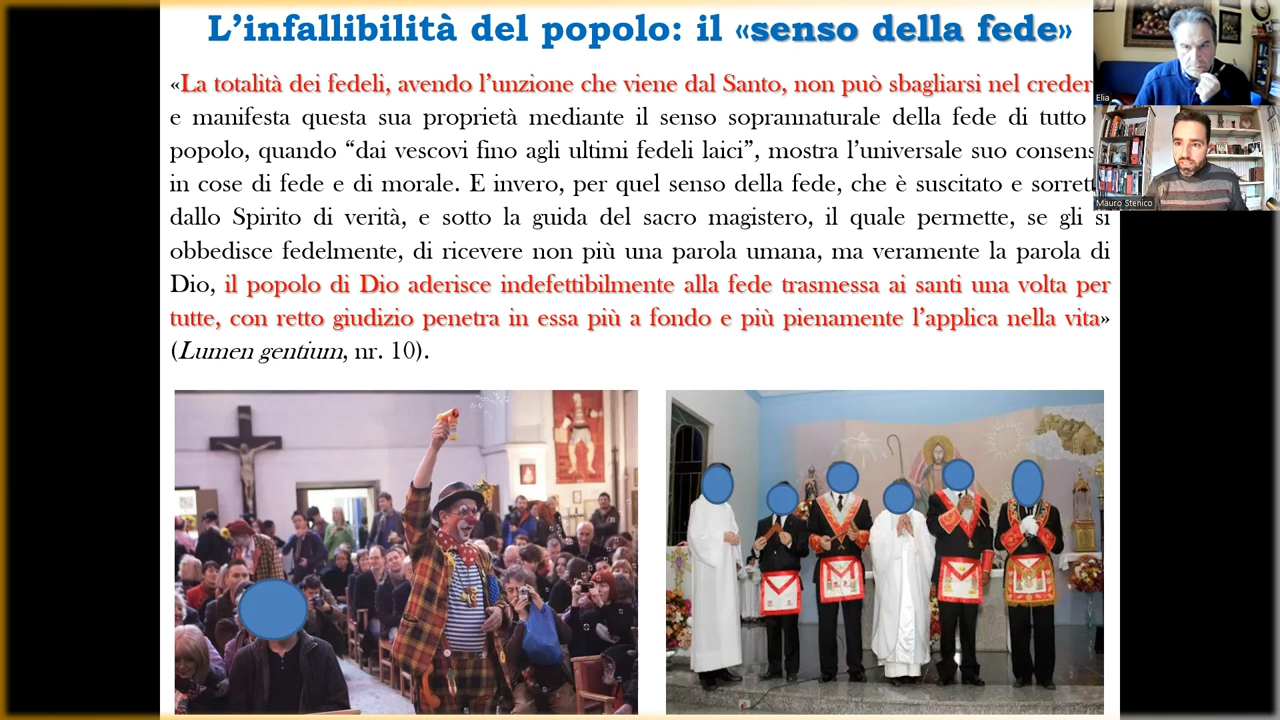 L’infallibilità del popolo: il «senso della fede»
«La totalità dei fedeli, avendo l’unzione che viene dal Santo, non può sbagliarsi nel creder
e manifesta questa sua proprietà mediante il senso soprannaturale della fede di tutto
popolo, quando “dai vescovi fino agli ultimi fedeli laici”, mostra l’universale suo consens
in cose di fede e di morale. E invero, per quel senso della fede, che è suscitato e sorrett
dallo Spirito di verità, e sotto la guida del sacro magistero, il quale permette, se gli si
obbedisce fedelmente, di ricevere non più una parola umana, ma veramente la parola di
Dio, il popolo di Dio aderisce indefettibilmente alla fede trasmessa ai santi una volta per
tutte, con retto giudizio penetra in essa più a fondo e più pienamente l’applica nella vita»
(Lumen gentium, nr. 10).
Elia
Mauro Stenico